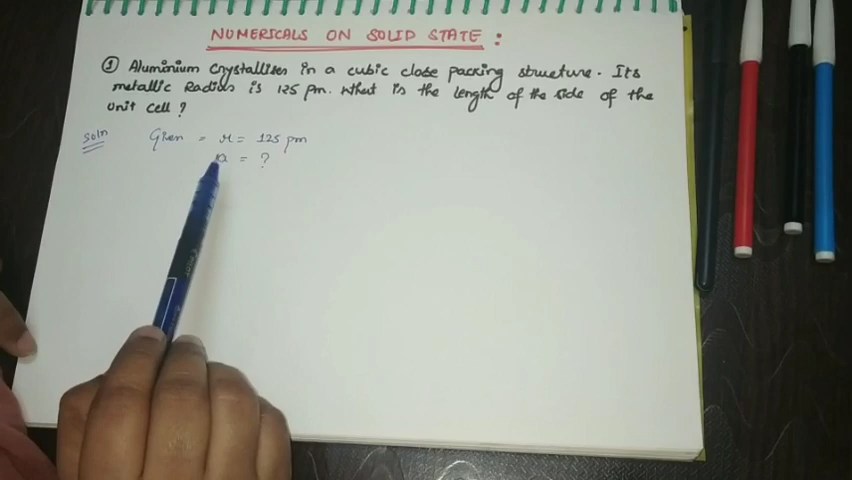 NUMERICALS ON SOLID STATE :
① Aluminium Crystallises in a cubic close packing structure. Its
metallic Radius is 125 pm. What is the length of the side of the
Unit cell ?
Soln Given = r = 125 pm
a = ?